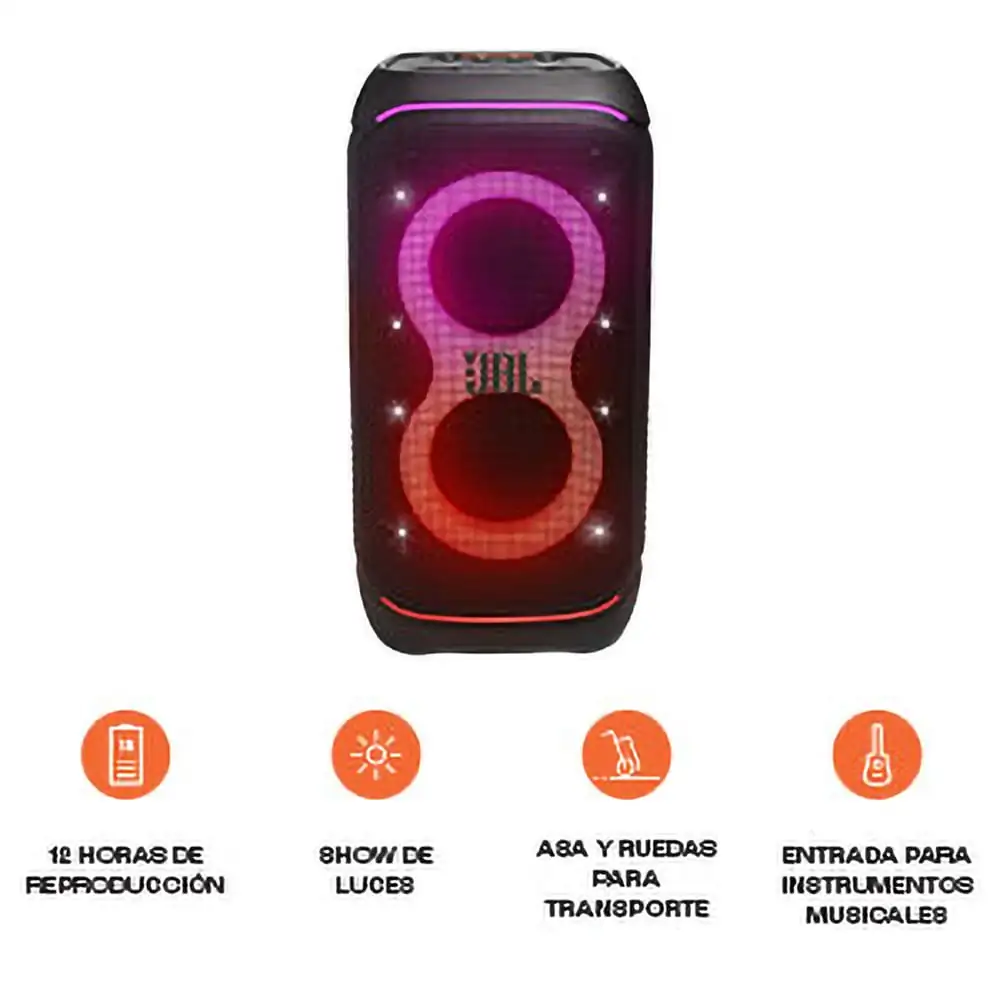 JBL
12 HORAS DE
REPRODUCCIÓN
SHOW DE
LUCES
ASA Y RUEDAS
PARA
TRANSPORTE
ENTRADA PARA
INSTRUMENTOS
MUSICALES